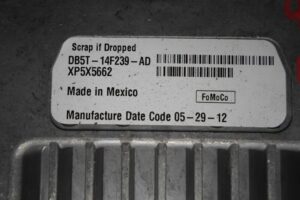 Scrap if Dropped
DB5T-14F239-AD
XP5X5662
Made in Mexico
FoMoCo
Manufacture Date Code 05-29-12